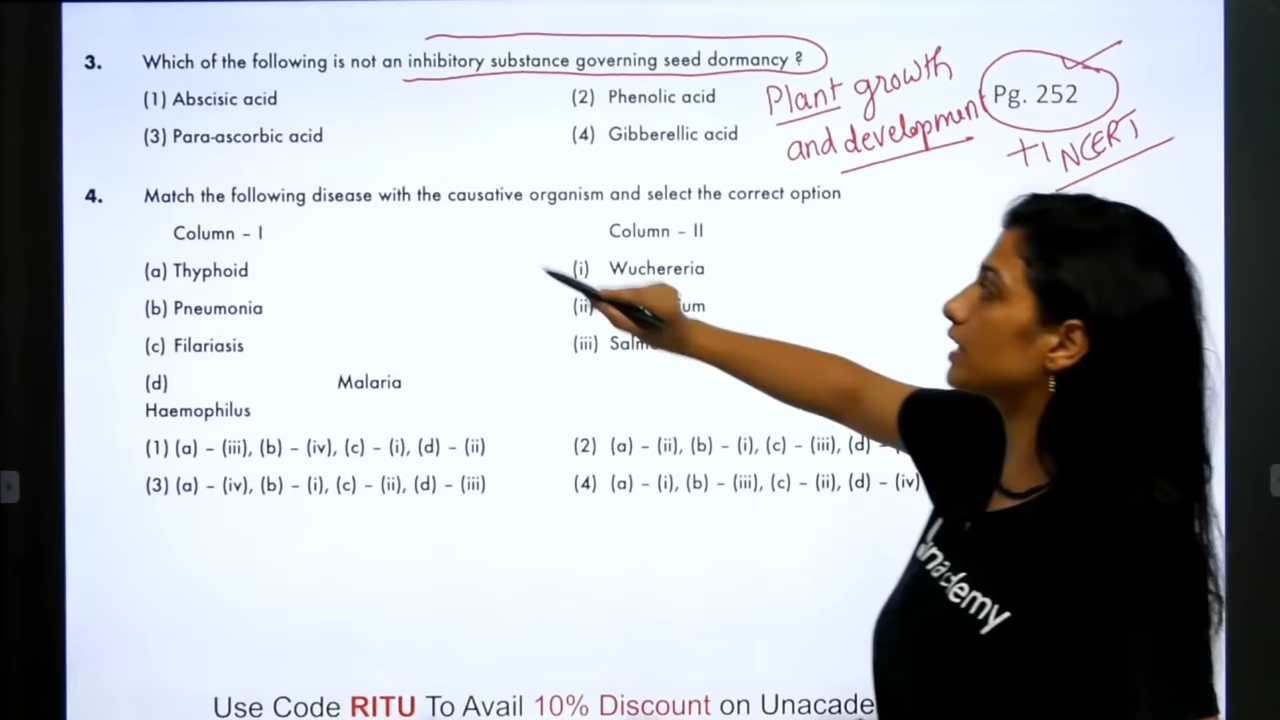 3. Which of the following is not an inhibitory substance governing seed dormancy ?
(1) Abscisic acid (2) Phenolic acid
(3) Para-ascorbic acid (4) Gibberellic acid
Plant growth
and development
Pg. 252
+1 NCERT
4. Match the following disease with the causative organism and select the correct option
Column - I Column - II
(a) Thyphoid (i) Wuchereria
(b) Pneumonia (ii)
(c) Filariasis (iii)
(d) Malaria
Haemophilus
(1) (a) - (iii), (b) - (iv), (c) - (i), (d) - (ii) (2) (a) - (ii), (b) - (i), (c) - (iii), (d) -
(3) (a) - (iv), (b) - (i), (c) - (ii), (d) - (iii) (4) (a) - (i), (b) - (iii), (c) - (ii), (d) - (iv)
unacademy
Use Code RITU To Avail 10% Discount on